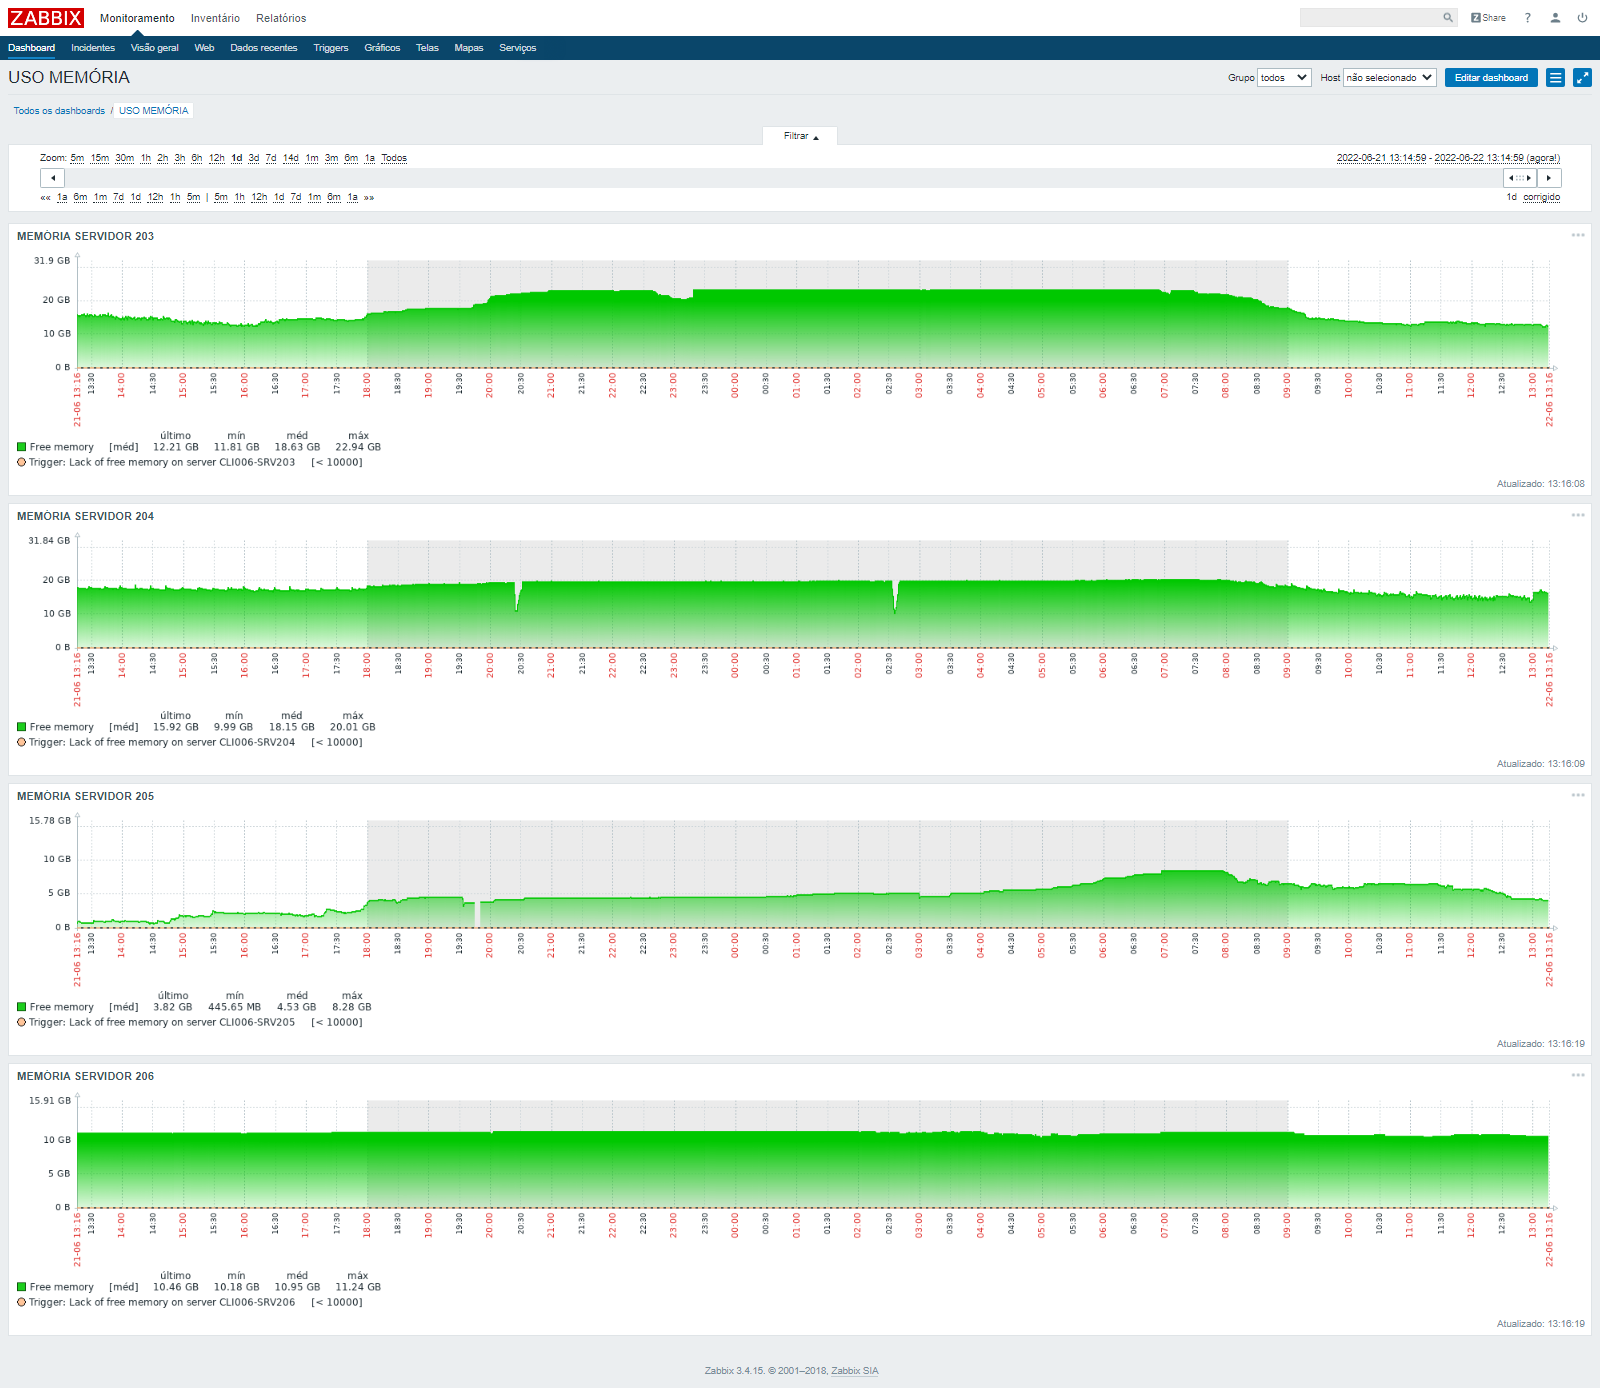 ZABBIX Monitoramento Inventário Relatórios Share ?
Dashboard Incidentes Visão geral Web Dados recentes Triggers Gráficos Telas Mapas Serviços
USO MEMÓRIA Grupo todos Host não selecionado Editar dashboard
Todos os dashboards / USO MEMÓRIA
Filtrar
Zoom: 5m 15m 30m 1h 2h 3h 6h 12h 1d 3d 7d 14d 1m 3m 6m 1a Todos 2022-06-21 13:14:59 - 2022-06-22 13:14:59 (agora!)
«« 1a 6m 1m 7d 1d 12h 1h 5m | 5m 1h 12h 1d 7d 1m 6m 1a »» 1d corrigido
MEMÓRIA SERVIDOR 203
31.9 GB
20 GB
10 GB
0 B
21-06 13:16 13:30 14:00 14:30 15:00 15:30 16:00 16:30 17:00 17:30 18:00 18:30 19:00 19:30 20:00 20:30 21:00 21:30 22:00 22:30 23:00 23:30 00:00 00:30 01:00 01:30 02:00 02:30 03:00 03:30 04:00 04:30 05:00 05:30 06:00 06:30 07:00 07:30 08:00 08:30 09:00 09:30 10:00 10:30 11:00 11:30 12:00 12:30 13:00 22-06 13:16
último mín méd máx
Free memory [méd] 12.21 GB 11.81 GB 18.63 GB 22.94 GB
Trigger: Lack of free memory on server CLI006-SRV203 [< 10000]
Atualizado: 13:16:08
MEMÓRIA SERVIDOR 204
31.84 GB
20 GB
10 GB
0 B
21-06 13:16 13:30 14:00 14:30 15:00 15:30 16:00 16:30 17:00 17:30 18:00 18:30 19:00 19:30 20:00 20:30 21:00 21:30 22:00 22:30 23:00 23:30 00:00 00:30 01:00 01:30 02:00 02:30 03:00 03:30 04:00 04:30 05:00 05:30 06:00 06:30 07:00 07:30 08:00 08:30 09:00 09:30 10:00 10:30 11:00 11:30 12:00 12:30 13:00 22-06 13:16
último mín méd máx
Free memory [méd] 15.92 GB 9.99 GB 18.15 GB 20.01 GB
Trigger: Lack of free memory on server CLI006-SRV204 [< 10000]
Atualizado: 13:16:09
MEMÓRIA SERVIDOR 205
15.78 GB
10 GB
5 GB
0 B
21-06 13:16 13:30 14:00 14:30 15:00 15:30 16:00 16:30 17:00 17:30 18:00 18:30 19:00 19:30 20:00 20:30 21:00 21:30 22:00 22:30 23:00 23:30 00:00 00:30 01:00 01:30 02:00 02:30 03:00 03:30 04:00 04:30 05:00 05:30 06:00 06:30 07:00 07:30 08:00 08:30 09:00 09:30 10:00 10:30 11:00 11:30 12:00 12:30 13:00 22-06 13:16
último mín méd máx
Free memory [méd] 3.82 GB 445.65 MB 4.53 GB 8.28 GB
Trigger: Lack of free memory on server CLI006-SRV205 [< 10000]
Atualizado: 13:16:19
MEMÓRIA SERVIDOR 206
15.91 GB
10 GB
5 GB
0 B
21-06 13:16 13:30 14:00 14:30 15:00 15:30 16:00 16:30 17:00 17:30 18:00 18:30 19:00 19:30 20:00 20:30 21:00 21:30 22:00 22:30 23:00 23:30 00:00 00:30 01:00 01:30 02:00 02:30 03:00 03:30 04:00 04:30 05:00 05:30 06:00 06:30 07:00 07:30 08:00 08:30 09:00 09:30 10:00 10:30 11:00 11:30 12:00 12:30 13:00 22-06 13:16
último mín méd máx
Free memory [méd] 10.46 GB 10.18 GB 10.95 GB 11.24 GB
Trigger: Lack of free memory on server CLI006-SRV206 [< 10000]
Atualizado: 13:16:19
Zabbix 3.4.15. © 2001–2018, Zabbix SIA